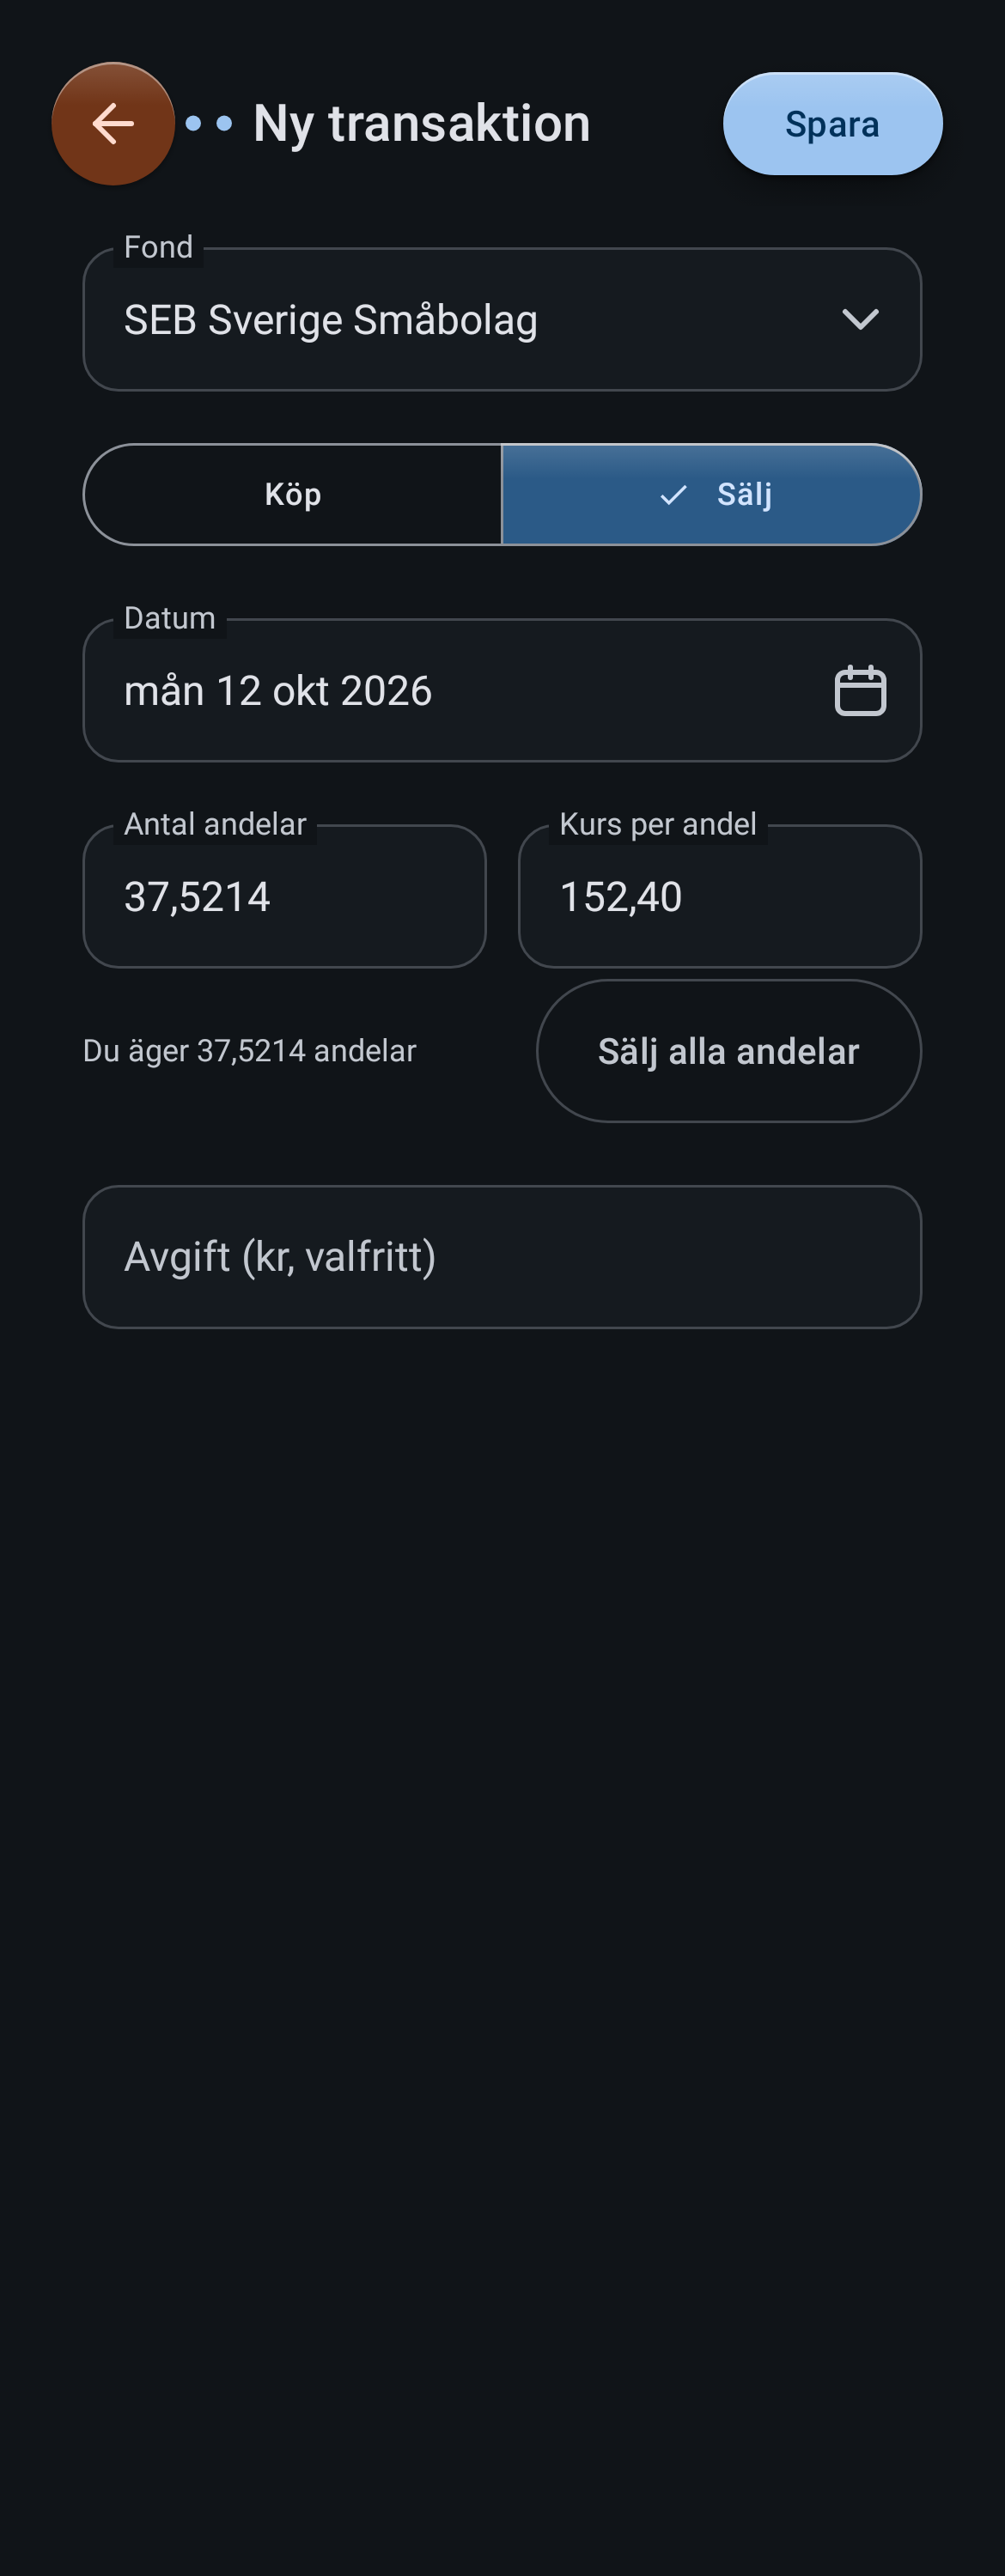 Ny transaktion
Spara
Fond
SEB Sverige Småbolag
Köp
Sälj
Datum
mån 12 okt 2026
Antal andelar
37,5214
Kurs per andel
152,40
Du äger 37,5214 andelar
Sälj alla andelar
Avgift (kr, valfritt)